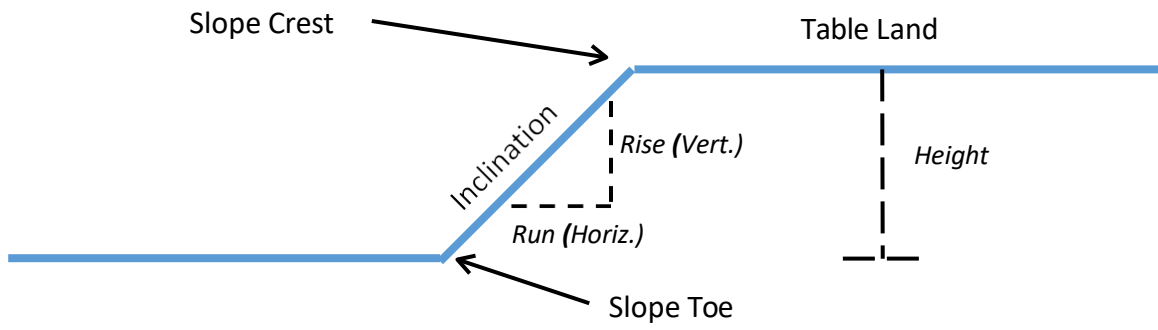 Slope Crest
Table Land
Inclination
Rise (Vert.)
Height
Run (Horiz.)
Slope Toe